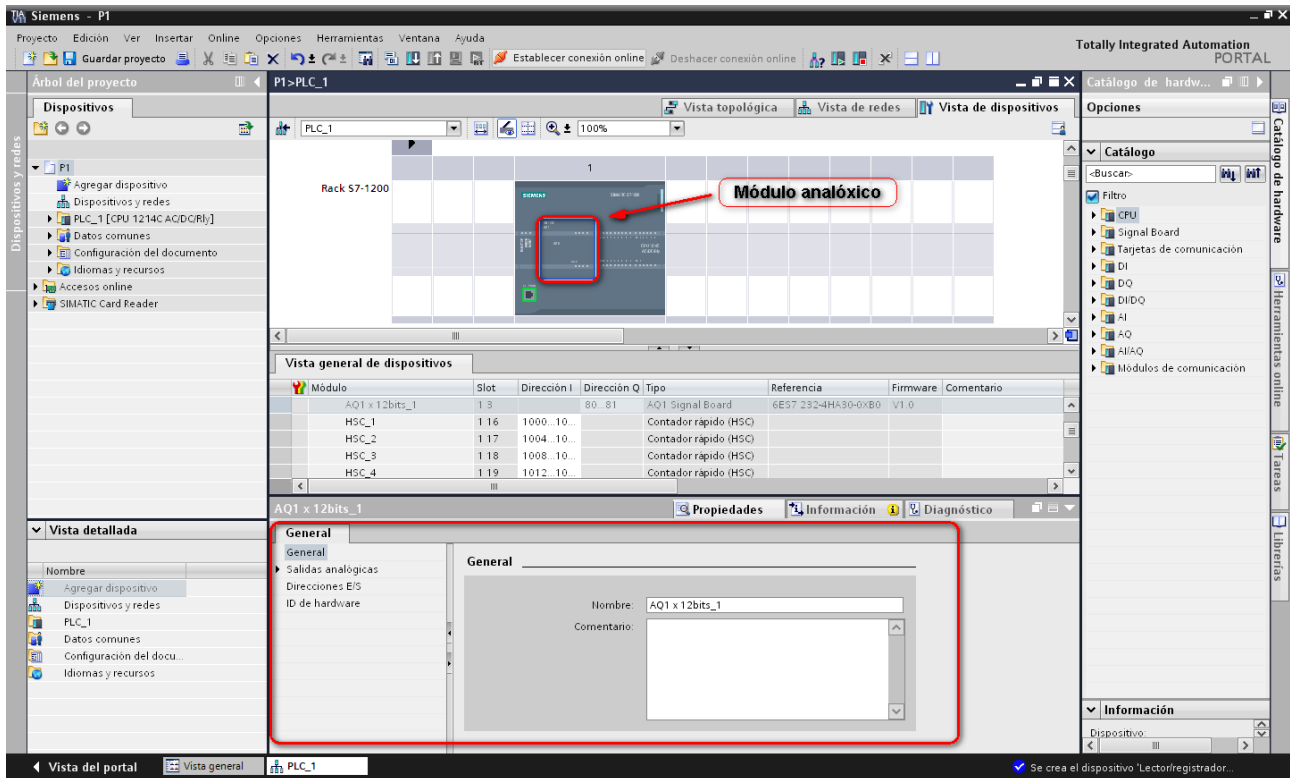 Siemens - P1
Proyecto Edición Ver Insertar Online Opciones Herramientas Ventana Ayuda
Guardar proyecto Establecer conexión online Deshacer conexión online
Totally Integrated Automation
PORTAL
Árbol del proyecto
P1>PLC_1
Catálogo de hardw...
Dispositivos
Vista topológica Vista de redes Vista de dispositivos
Opciones
PLC_1 100%
Catálogo
<Buscar>
Filtro
P1
Agregar dispositivo
Dispositivos y redes
PLC_1 [CPU 1214C AC/DC/Rly]
Datos comunes
Configuración del documento
Idiomas y recursos
Accesos online
SIMATIC Card Reader
Rack S7-1200
1
SIEMENS
Módulo analóxico
CPU
Signal Board
Tarjetas de comunicación
DI
DQ
DI/DQ
AI
AQ
AI/AQ
Módulos de comunicación
Vista general de dispositivos
Módulo Slot Dirección I Dirección Q Tipo Referencia Firmware Comentario
AQ1 x 12bits_1 1 3 80...81 AQ1 Signal Board 6ES7 232-4HA30-0XB0 V1.0
HSC_1 1 16 1000...10... Contador rápido (HSC)
HSC_2 1 17 1004...10... Contador rápido (HSC)
HSC_3 1 18 1008...10... Contador rápido (HSC)
HSC_4 1 19 1012...10... Contador rápido (HSC)
AQ1 x 12bits_1
Propiedades Información Diagnóstico
General
General
Salidas analógicas
Direcciones E/S
ID de hardware
General
Nombre: AQ1 x 12bits_1
Comentario:
Vista detallada
Nombre
Agregar dispositivo
Dispositivos y redes
PLC_1
Datos comunes
Configuración del docu...
Idiomas y recursos
Información
Dispositivo:
Dispositivos y redes
Catálogo de hardware
Herramientas online
Tareas
Librerías
Vista del portal Vista general PLC_1
Se crea el dispositivo 'Lector/registrador...